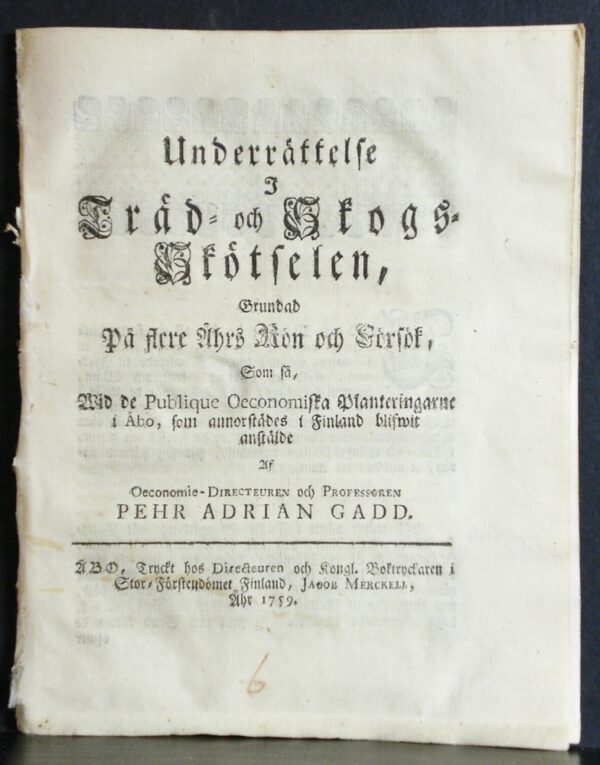 Underrättelse
I
Träd- och Skogs-
Skötselen,
Grundad
På flere Åhrs Rön och Försök,
Som så,
Wid de Publique Oeconomiska Planteringarne
i Åbo, som annorstädes i Finland blifwit
anstälde
Af
Oeconomie-DIRECTEUREN och PROFESSOREN
PEHR ADRIAN GADD.
ÅBO, Tryckt hos Directeuren och Kongl. Boktryckaren i
Stor-Förstendömet Finland, JACOB MERCKELL,
Åhr 1759.
6